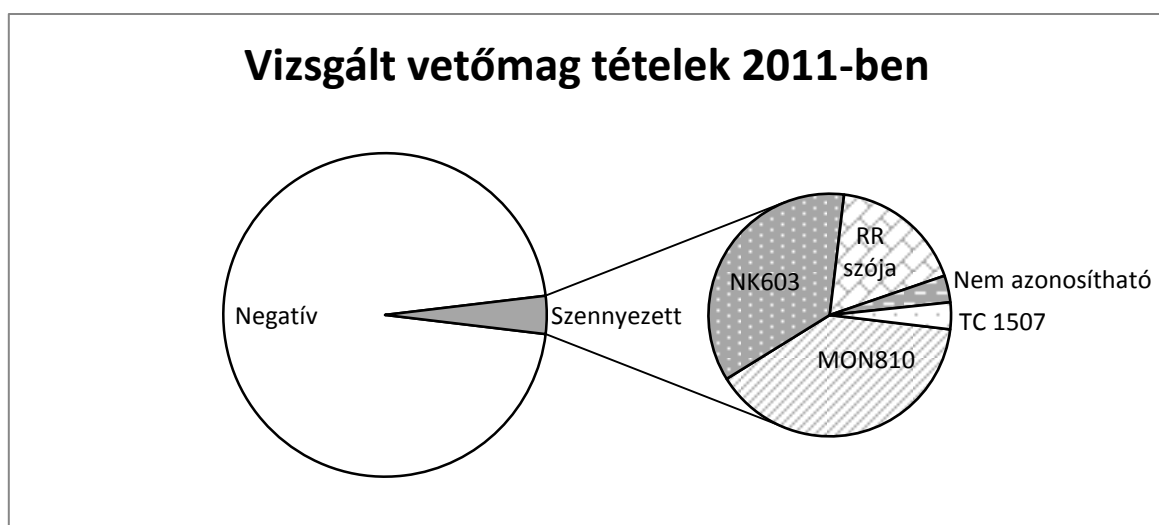 Vizsgált vetőmag tételek 2011-ben
Negatív
Szennyezett
NK603
RR
szója
Nem azonosítható
TC 1507
MON810